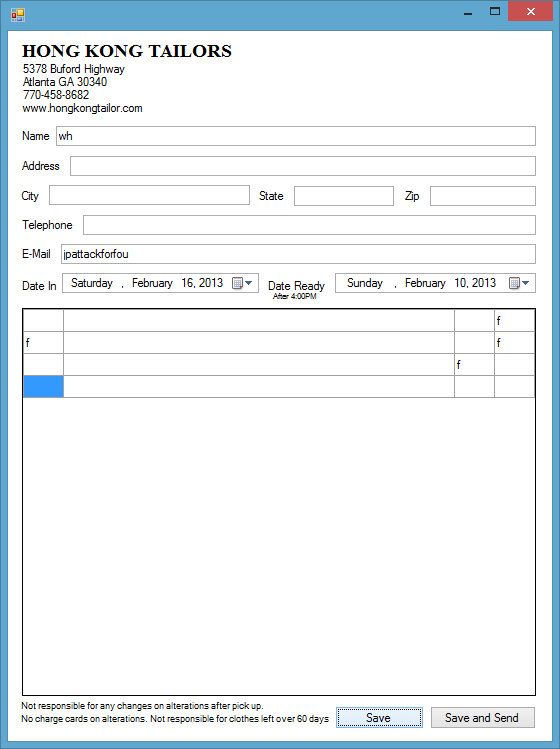 HONG KONG TAILORS
5378 Buford Highway
Atlanta GA 30340
770-458-8682
www.hongkongtailor.com
Name wh
Address
City State Zip
Telephone
E-Mail jpattackforfou
Date In Saturday , February 16, 2013 Date Ready Sunday , February 10, 2013
After 4:00PM
f
f f
f
Not responsible for any changes on alterations after pick up.
No charge cards on alterations. Not responsible for clothes left over 60 days
Save Save and Send